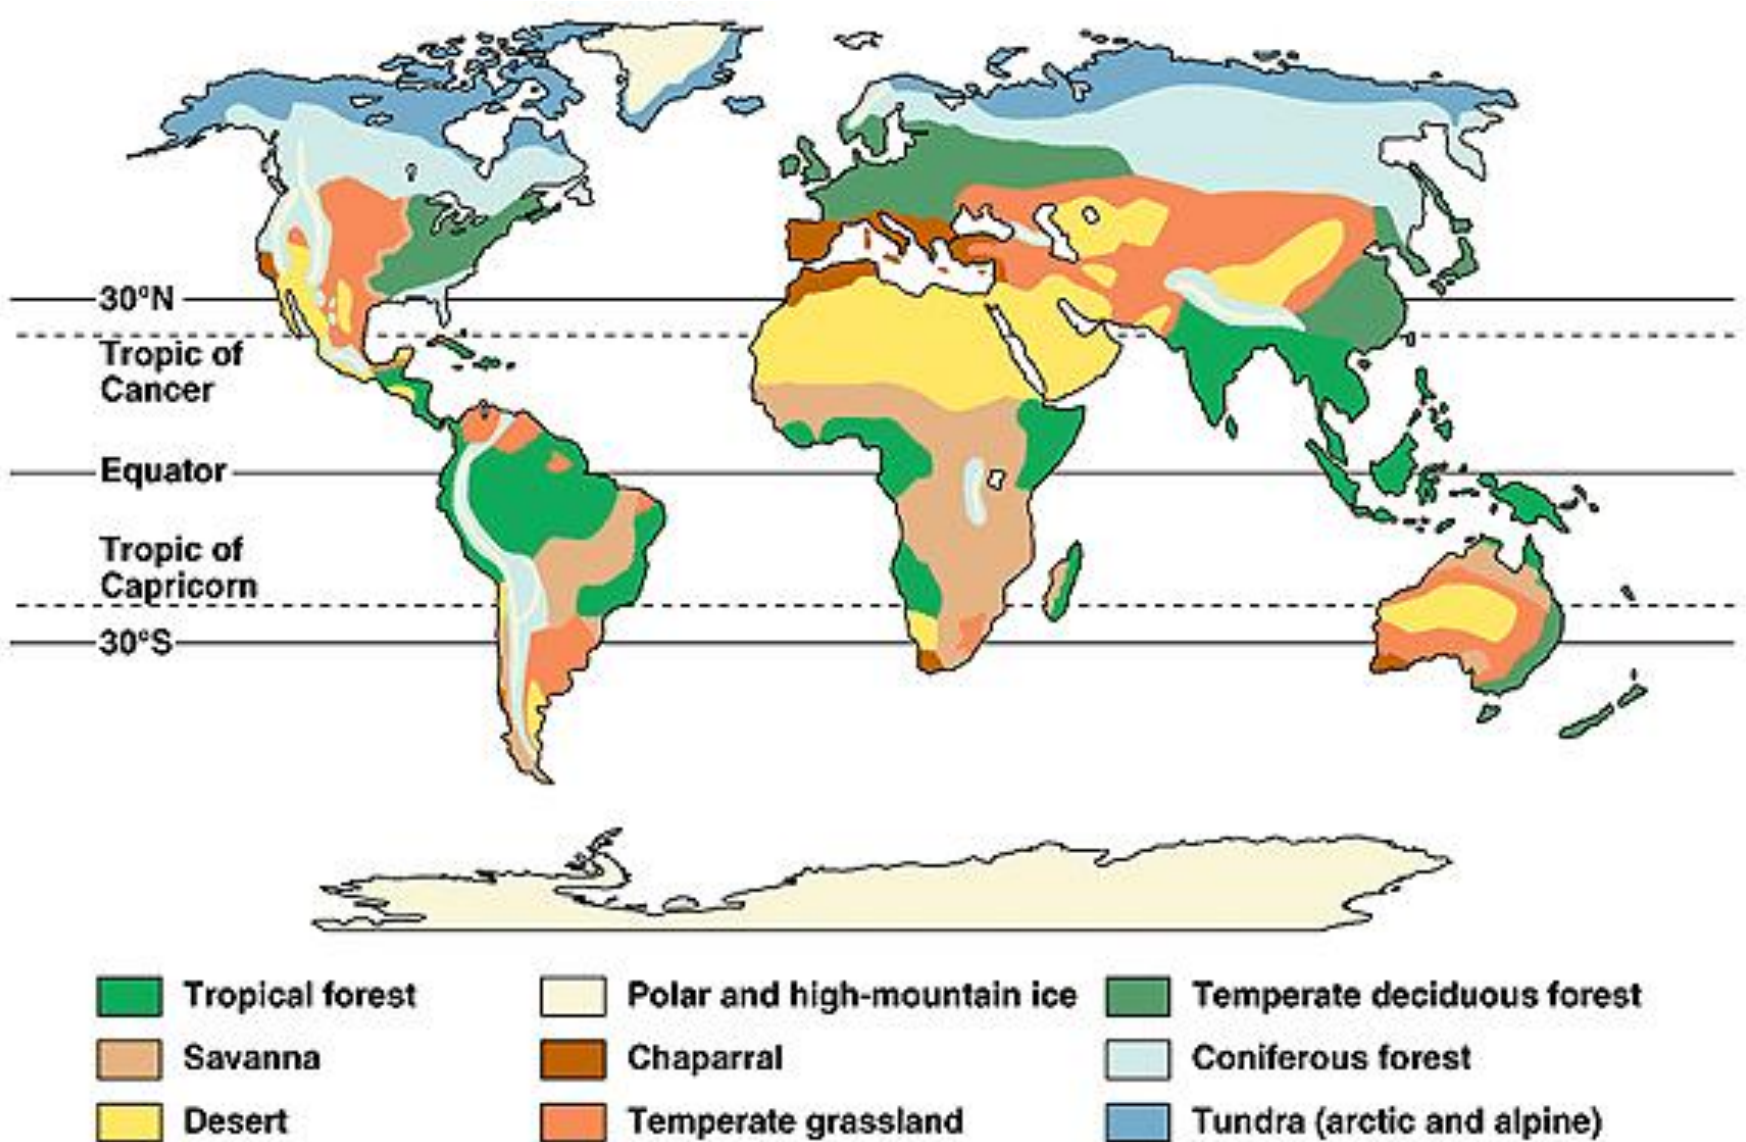 30°N
Tropic of
Cancer
Equator
Tropic of
Capricorn
30°S
Tropical forest
Polar and high-mountain ice
Temperate deciduous forest
Savanna
Chaparral
Coniferous forest
Desert
Temperate grassland
Tundra (arctic and alpine)